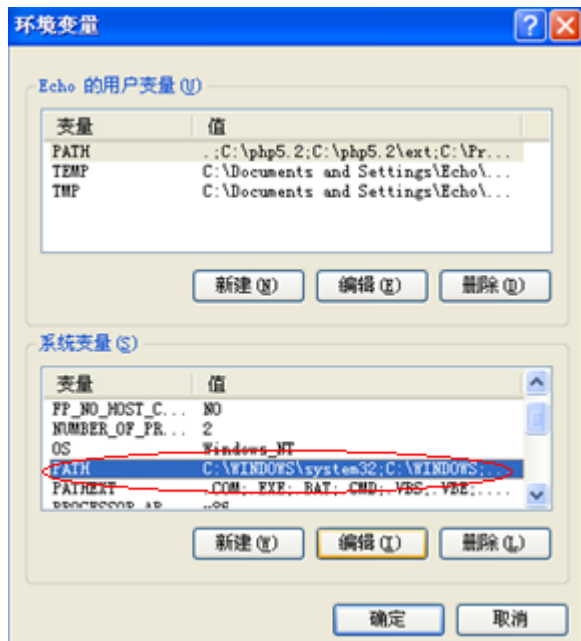 环境变量
Echo 的用户变量(U)
变量 值
PATH .;C:\php5.2;C:\php5.2\ext;C:\Pr...
TEMP C:\Documents and Settings\Echo\...
TMP C:\Documents and Settings\Echo\...
新建(N) 编辑(E) 删除(D)
系统变量(S)
变量 值
FP_NO_HOST_C... NO
NUMBER_OF_PR... 2
OS Windows_NT
PATH C:\WINDOWS\system32;C:\WINDOWS;...
PATHEXT .COM;.EXE;.BAT;.CMD;.VBS;.VBE;....
PROCESSOR_AR x86
新建(W) 编辑(I) 删除(L)
确定 取消